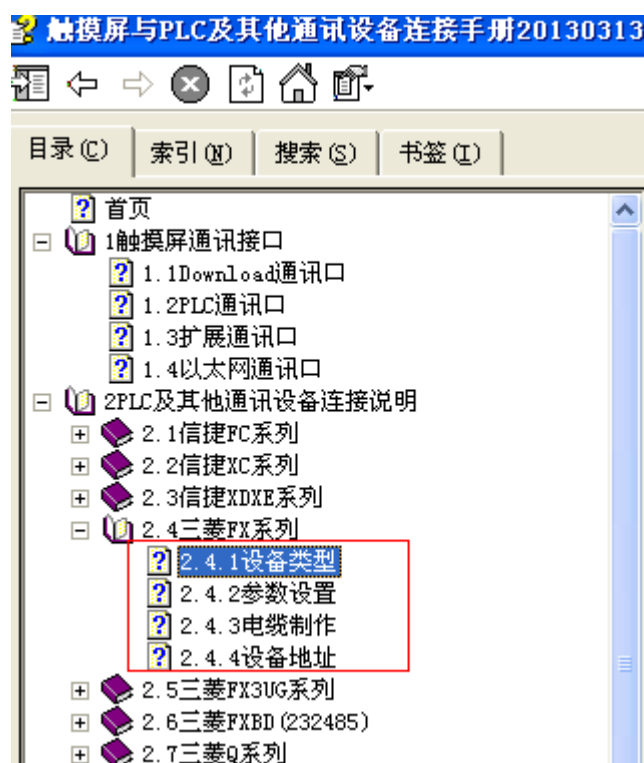 触摸屏与PLC及其他通讯设备连接手册20130313
目录(C) 索引(N) 搜索(S) 书签(I)
首页
1触摸屏通讯接口
1.1Download通讯口
1.2PLC通讯口
1.3扩展通讯口
1.4以太网通讯口
2PLC及其他通讯设备连接说明
2.1信捷FC系列
2.2信捷XC系列
2.3信捷XDXE系列
2.4三菱FX系列
2.4.1设备类型
2.4.2参数设置
2.4.3电缆制作
2.4.4设备地址
2.5三菱FX3UG系列
2.6三菱FXBD(232485)
2.7三菱Q系列